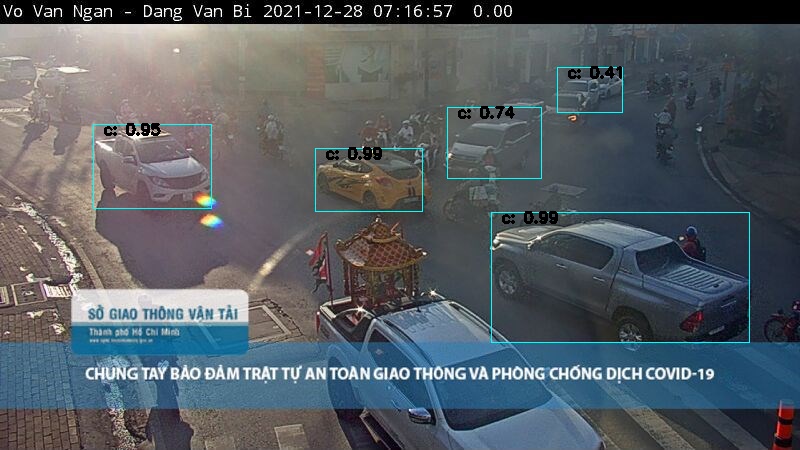 Vo Van Ngan - Dang Van Bi 2021-12-28 07:16:57 0.00
c: 0.41
c: 0.74
c: 0.95
c: 0.99
c: 0.99
SỞ GIAO THÔNG VẬN TẢI
Thành phố Hồ Chí Minh
CHUNG TAY BẢO ĐẢM TRẬT TỰ AN TOÀN GIAO THÔNG VÀ PHÒNG CHỐNG DỊCH COVID-19